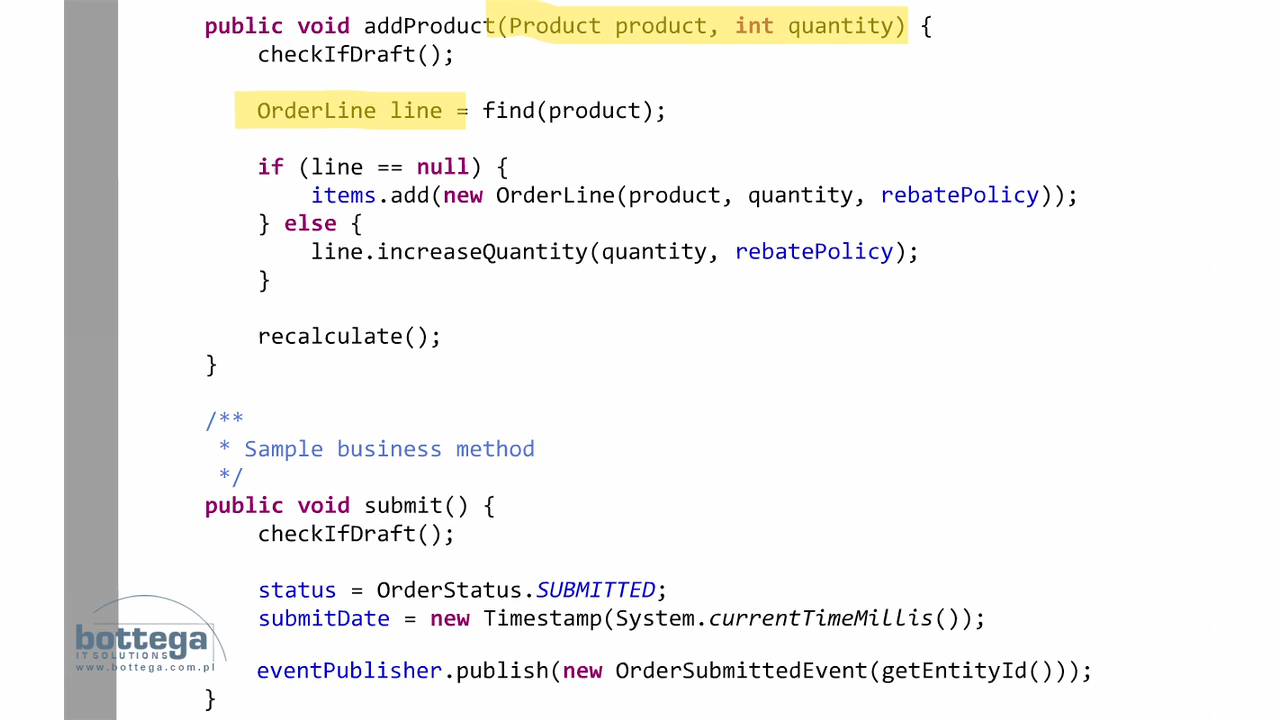 public void addProduct(Product product, int quantity) {
checkIfDraft();
OrderLine line = find(product);
if (line == null) {
items.add(new OrderLine(product, quantity, rebatePolicy));
} else {
line.increaseQuantity(quantity, rebatePolicy);
}
recalculate();
}
/**
* Sample business method
*/
public void submit() {
checkIfDraft();
status = OrderStatus.SUBMITTED;
submitDate = new Timestamp(System.currentTimeMillis());
eventPublisher.publish(new OrderSubmittedEvent(getEntityId()));
}
bottega
IT SOLUTIONS
www.bottega.com.pl